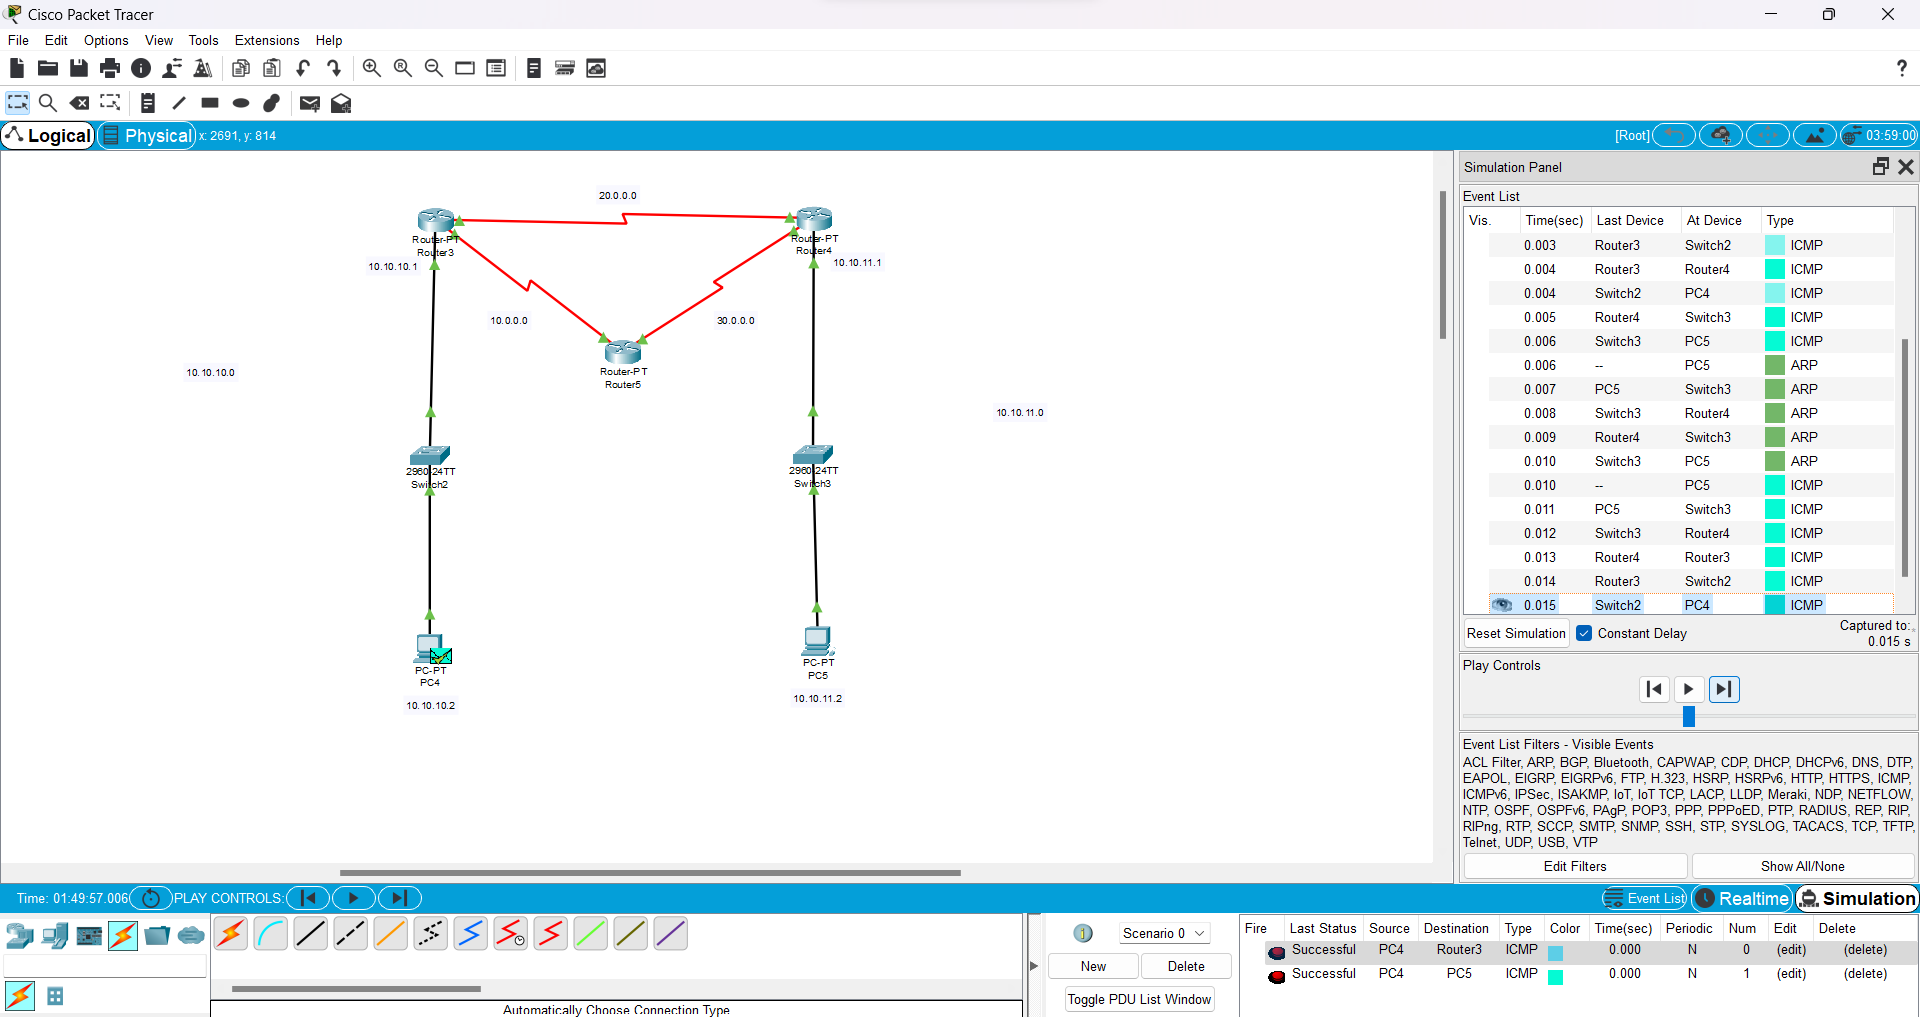 Cisco Packet Tracer
File Edit Options View Tools Extensions Help
?
Logical Physical x: 2691, y: 814 [Root] 03:59:00
20.0.0.0
Router-PT
Router3
10.10.10.1
Router-PT
Router4
10.10.11.1
10.0.0.0
30.0.0.0
Router-PT
Router5
10.10.10.0
10.10.11.0
2960-24TT
Switch2
2960-24TT
Switch3
PC-PT
PC4
10.10.10.2
PC-PT
PC5
10.10.11.2
Simulation Panel
Event List
Vis. Time(sec) Last Device At Device Type
0.003 Router3 Switch2 ICMP
0.004 Router3 Router4 ICMP
0.004 Switch2 PC4 ICMP
0.005 Router4 Switch3 ICMP
0.006 Switch3 PC5 ICMP
0.006 -- PC5 ARP
0.007 PC5 Switch3 ARP
0.008 Switch3 Router4 ARP
0.009 Router4 Switch3 ARP
0.010 Switch3 PC5 ARP
0.010 -- PC5 ICMP
0.011 PC5 Switch3 ICMP
0.012 Switch3 Router4 ICMP
0.013 Router4 Router3 ICMP
0.014 Router3 Switch2 ICMP
0.015 Switch2 PC4 ICMP
Reset Simulation Constant Delay Captured to:
0.015 s
Play Controls
Event List Filters - Visible Events
ACL Filter, ARP, BGP, Bluetooth, CAPWAP, CDP, DHCP, DHCPv6, DNS, DTP,
EAPOL, EIGRP, EIGRPv6, FTP, H.323, HSRP, HSRPv6, HTTP, HTTPS, ICMP,
ICMPv6, IPSec, ISAKMP, IoT, IoT TCP, LACP, LLDP, Meraki, NDP, NETFLOW,
NTP, OSPF, OSPFv6, PAgP, POP3, PPP, PPPoED, PTP, RADIUS, REP, RIP,
RIPng, RTP, SCCP, SMTP, SNMP, SSH, STP, SYSLOG, TACACS, TCP, TFTP,
Telnet, UDP, USB, VTP
Edit Filters Show All/None
Time: 01:49:57.006 PLAY CONTROLS: Event List Realtime Simulation
Automatically Choose Connection Type
1 Scenario 0
New Delete
Toggle PDU List Window
Fire Last Status Source Destination Type Color Time(sec) Periodic Num Edit Delete
Successful PC4 Router3 ICMP 0.000 N 0 (edit) (delete)
Successful PC4 PC5 ICMP 0.000 N 1 (edit) (delete)